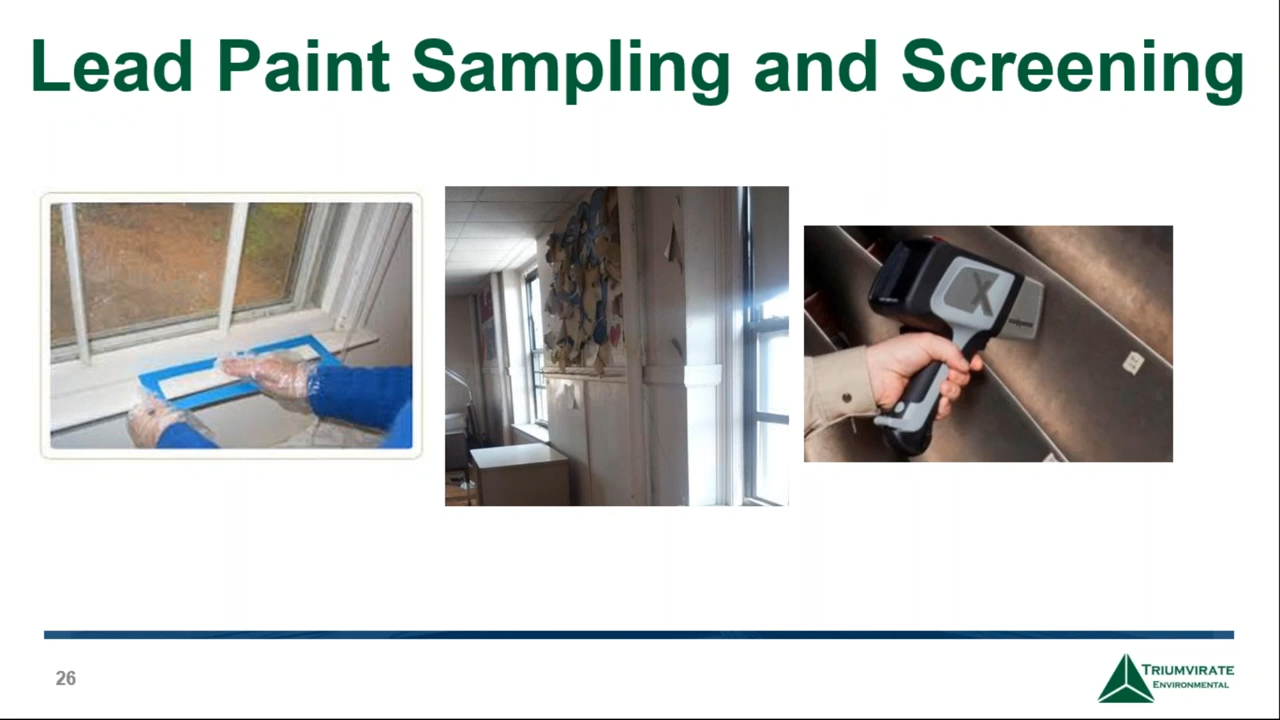 Lead Paint Sampling and Screening
X
26
TRIUMVIRATE
ENVIRONMENTAL